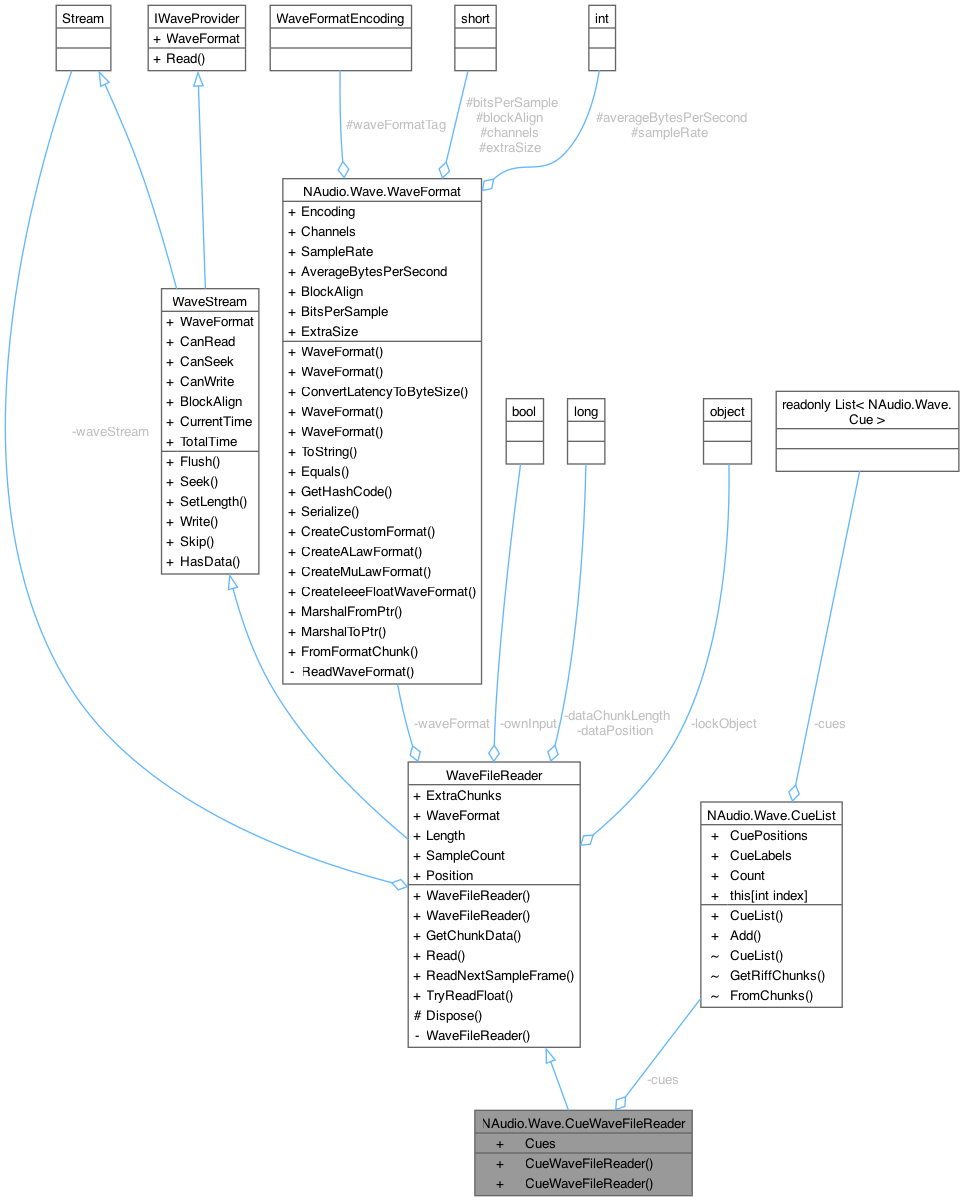 Stream
IWaveProvider
+ WaveFormat
+ Read()
WaveFormatEncoding
short
int
#waveFormatTag
#bitsPerSample
#blockAlign
#channels
#extraSize
#averageBytesPerSecond
#sampleRate
NAudio.Wave.WaveFormat
+ Encoding
+ Channels
+ SampleRate
+ AverageBytesPerSecond
+ BlockAlign
+ BitsPerSample
+ ExtraSize
+ WaveFormat()
+ WaveFormat()
+ ConvertLatencyToByteSize()
+ WaveFormat()
+ WaveFormat()
+ ToString()
+ Equals()
+ GetHashCode()
+ Serialize()
+ CreateCustomFormat()
+ CreateALawFormat()
+ CreateMuLawFormat()
+ CreateIeeeFloatWaveFormat()
+ MarshalFromPtr()
+ MarshalToPtr()
+ FromFormatChunk()
- ReadWaveFormat()
WaveStream
+ WaveFormat
+ CanRead
+ CanSeek
+ CanWrite
+ BlockAlign
+ CurrentTime
+ TotalTime
+ Flush()
+ Seek()
+ SetLength()
+ Write()
+ Skip()
+ HasData()
-waveStream
bool
long
object
readonly List< NAudio.Wave.
Cue >
-waveFormat
-ownInput
-dataChunkLength
-dataPosition
-lockObject
-cues
WaveFileReader
+ ExtraChunks
+ WaveFormat
+ Length
+ SampleCount
+ Position
+ WaveFileReader()
+ WaveFileReader()
+ GetChunkData()
+ Read()
+ ReadNextSampleFrame()
+ TryReadFloat()
# Dispose()
- WaveFileReader()
NAudio.Wave.CueList
+ CuePositions
+ CueLabels
+ Count
+ this[int index]
+ CueList()
+ Add()
~ CueList()
~ GetRiffChunks()
~ FromChunks()
-cues
NAudio.Wave.CueWaveFileReader
+ Cues
+ CueWaveFileReader()
+ CueWaveFileReader()